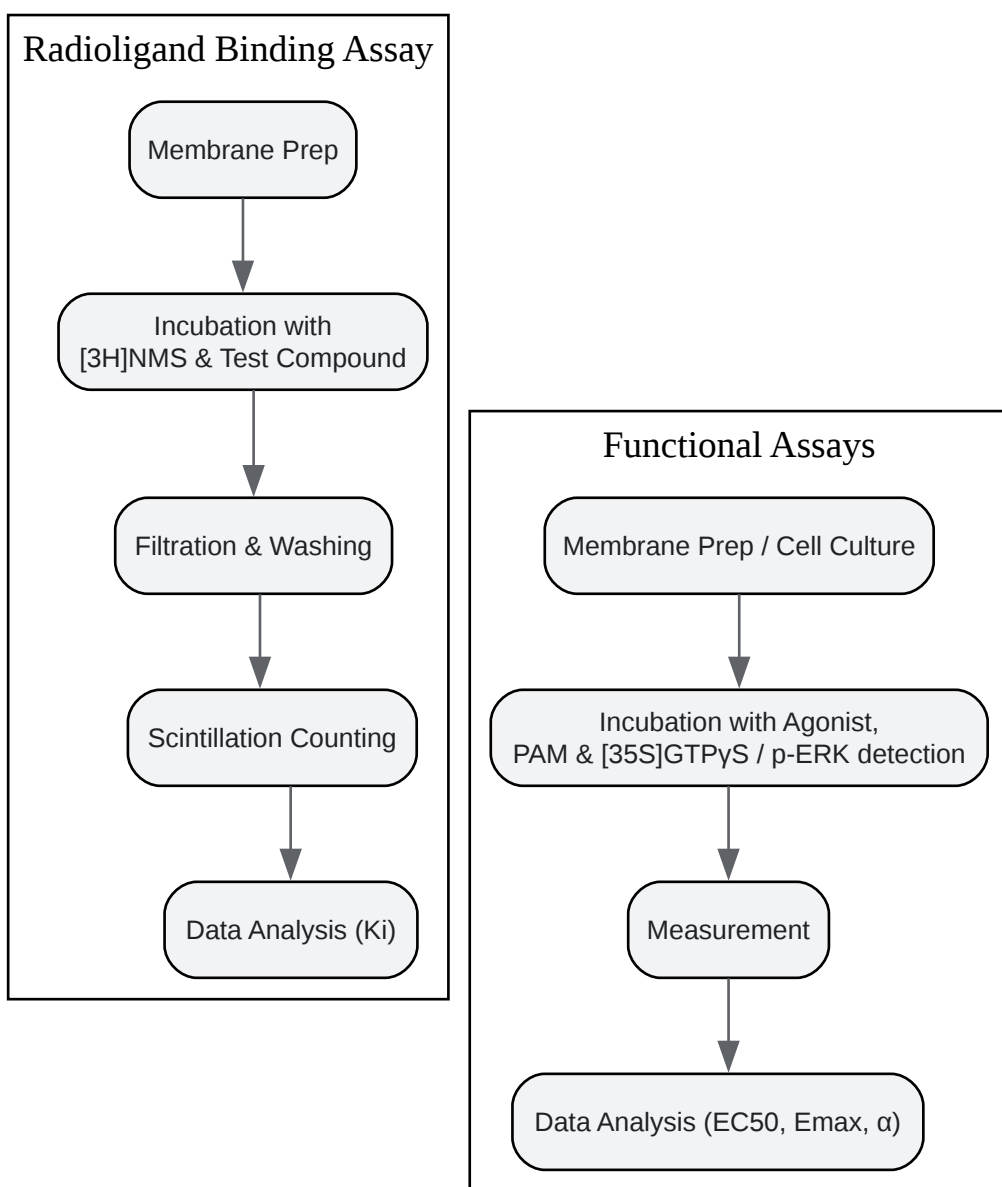 Radioligand Binding Assay
Membrane Prep
Incubation with
[3H]NMS & Test Compound
Filtration & Washing
Scintillation Counting
Data Analysis (Ki)
Functional Assays
Membrane Prep / Cell Culture
Incubation with Agonist,
PAM & [35S]GTPγS / p-ERK detection
Measurement
Data Analysis (EC50, Emax, α)